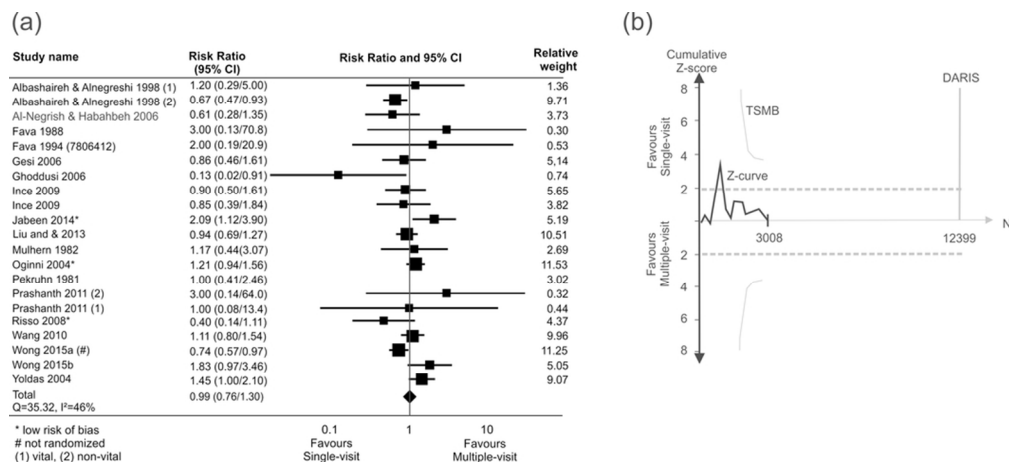 (a)
Study name Risk Ratio (95% CI) Risk Ratio and 95% CI Relative weight
Albashaireh & Alnegreshi 1998 (1) 1.20 (0.29/5.00) 1.36
Albashaireh & Alnegreshi 1998 (2) 0.67 (0.47/0.93) 9.71
Al-Negrish & Habahbeh 2006 0.61 (0.28/1.35) 3.73
Fava 1988 3.00 (0.13/70.8) 0.30
Fava 1994 (7806412) 2.00 (0.19/20.9) 0.53
Gesi 2006 0.86 (0.46/1.61) 5,14
Ghoddusi 2006 0.13 (0.02/0.91) 0.74
Ince 2009 0.90 (0.50/1.61) 5.65
Ince 2009 0.85 (0.39/1.84) 3.82
Jabeen 2014* 2.09 (1.12/3.90) 5.19
Liu and & 2013 0.94 (0.69/1.27) 10.51
Mulhern 1982 1.17 (0.44/3.07) 2.69
Oginni 2004* 1.21 (0.94/1.56) 11.53
Pekruhn 1981 1.00 (0.41/2.46) 3.02
Prashanth 2011 (2) 3.00 (0.14/64.0) 0.32
Prashanth 2011 (1) 1.00 (0.08/13.4) 0.44
Risso 2008* 0.40 (0.14/1.11) 4.37
Wang 2010 1.11 (0.80/1.54) 9.96
Wong 2015a (#) 0.74 (0.57/0.97) 11.25
Wong 2015b 1.83 (0.97/3.46) 5.05
Yoldas 2004 1.45 (1.00/2.10) 9.07
Total 0.99 (0.76/1.30)
Q=35.32, I²=46%
* low risk of bias
# not randomized
(1) vital, (2) non-vital
0.1 1 10
Favours Single-visit
Favours Multiple-visit
(b)
Cumulative
Z-score
DARIS
TSMB
Z-curve
8
6
4
2
2
4
6
8
Favours Single-visit
Favours Multiple-visit
3008
12399
N